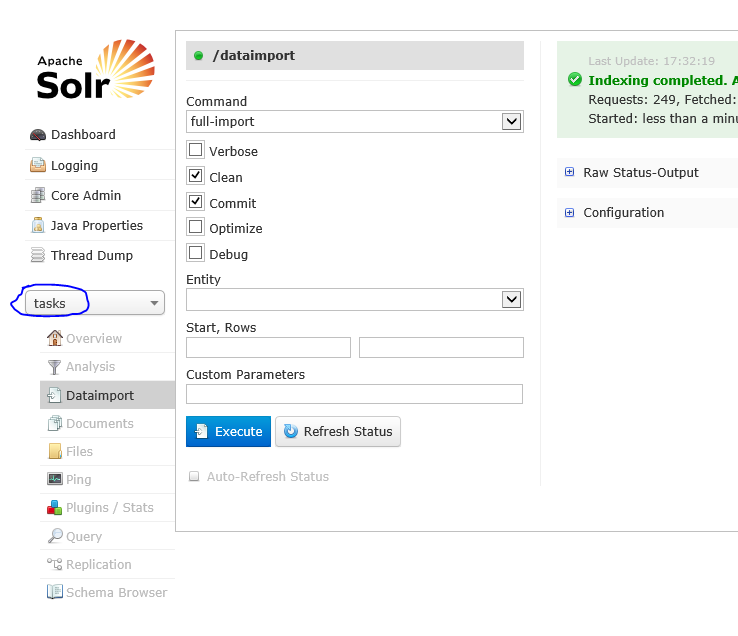 Apache
Solr
Dashboard
Logging
Core Admin
Java Properties
Thread Dump
tasks
Overview
Analysis
Dataimport
Documents
Files
Ping
Plugins / Stats
Query
Replication
Schema Browser
/dataimport
Command
full-import
Verbose
Clean
Commit
Optimize
Debug
Entity
Start, Rows
Custom Parameters
Execute
Refresh Status
Auto-Refresh Status
Last Update: 17:32:19
Indexing completed. A
Requests: 249, Fetched:
Started: less than a minu
Raw Status-Output
Configuration